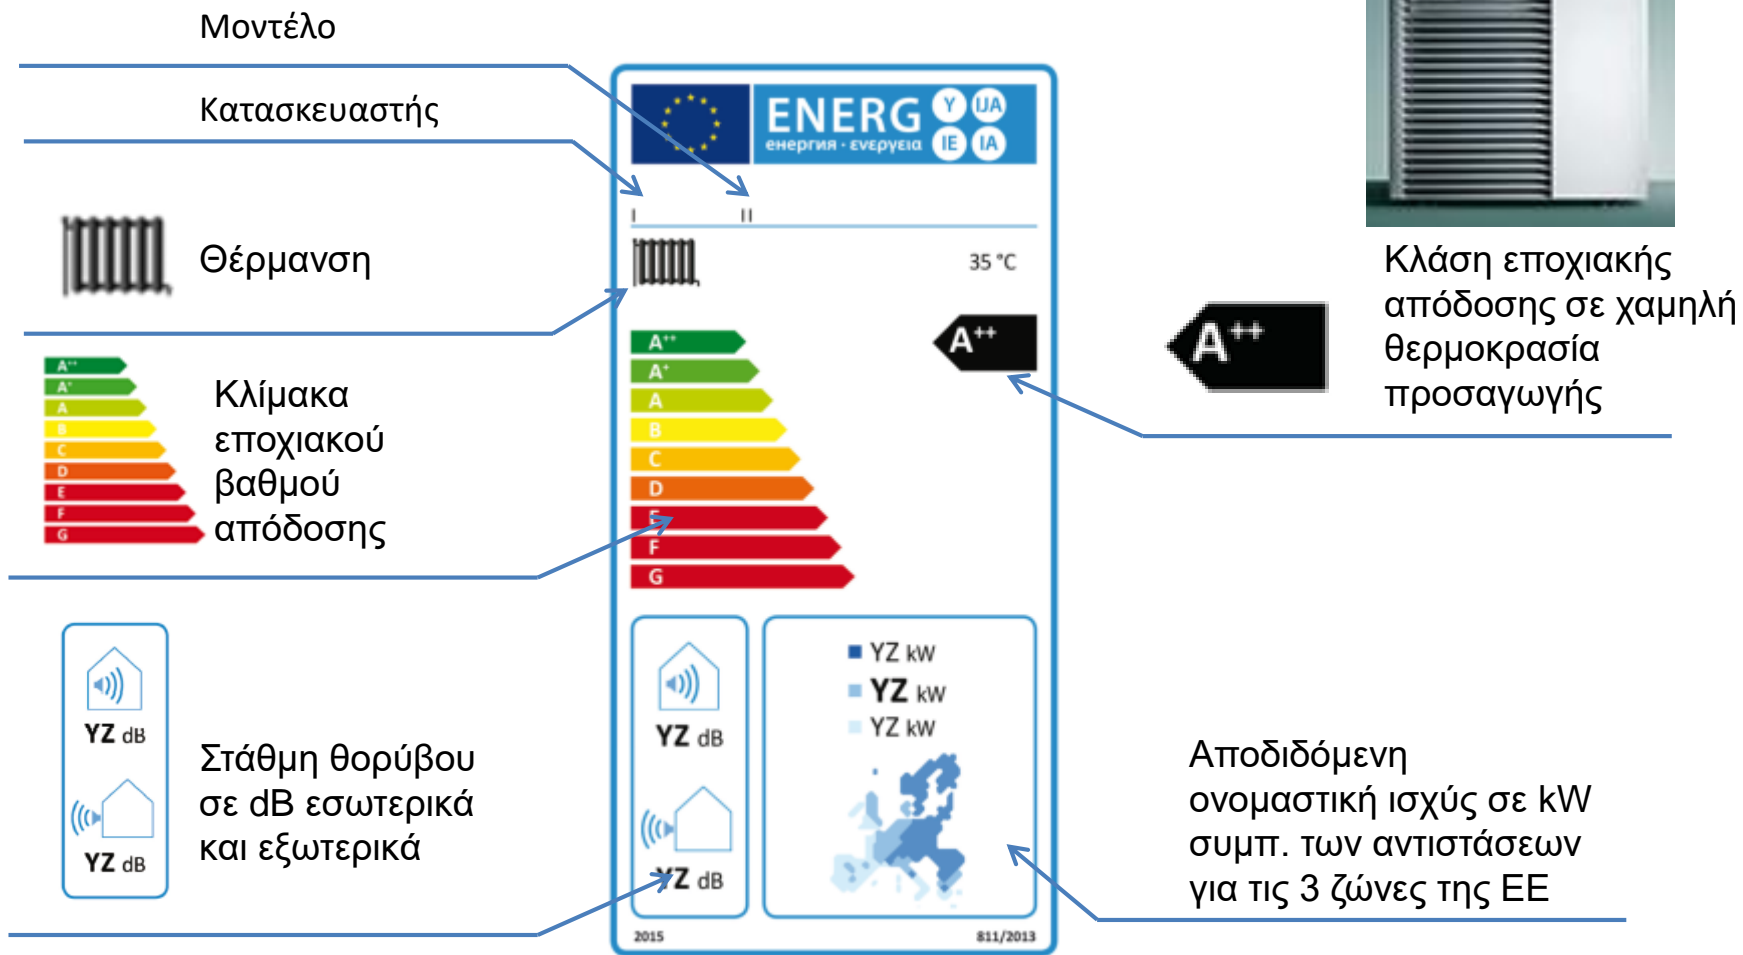 Μοντέλο
Κατασκευαστής
Θέρμανση
A++
A+
A
B
C
D
E
F
G
Κλίμακα
εποχιακού
βαθμού
απόδοσης
YZ dB
YZ dB
Στάθμη θορύβου
σε dB εσωτερικά
και εξωτερικά
ENERG
енергия · ενεργεια
Y IJA
IE IA
I II
35 °C
A++
A++
A+
A
B
C
D
E
F
G
YZ dB
YZ dB
YZ kW
YZ kW
YZ kW
2015 811/2013
A++
Κλάση εποχιακής
απόδοσης σε χαμηλή
θερμοκρασία
προσαγωγής
Αποδιδόμενη
ονομαστική ισχύς σε kW
συμπ. των αντιστάσεων
για τις 3 ζώνες της ΕΕ